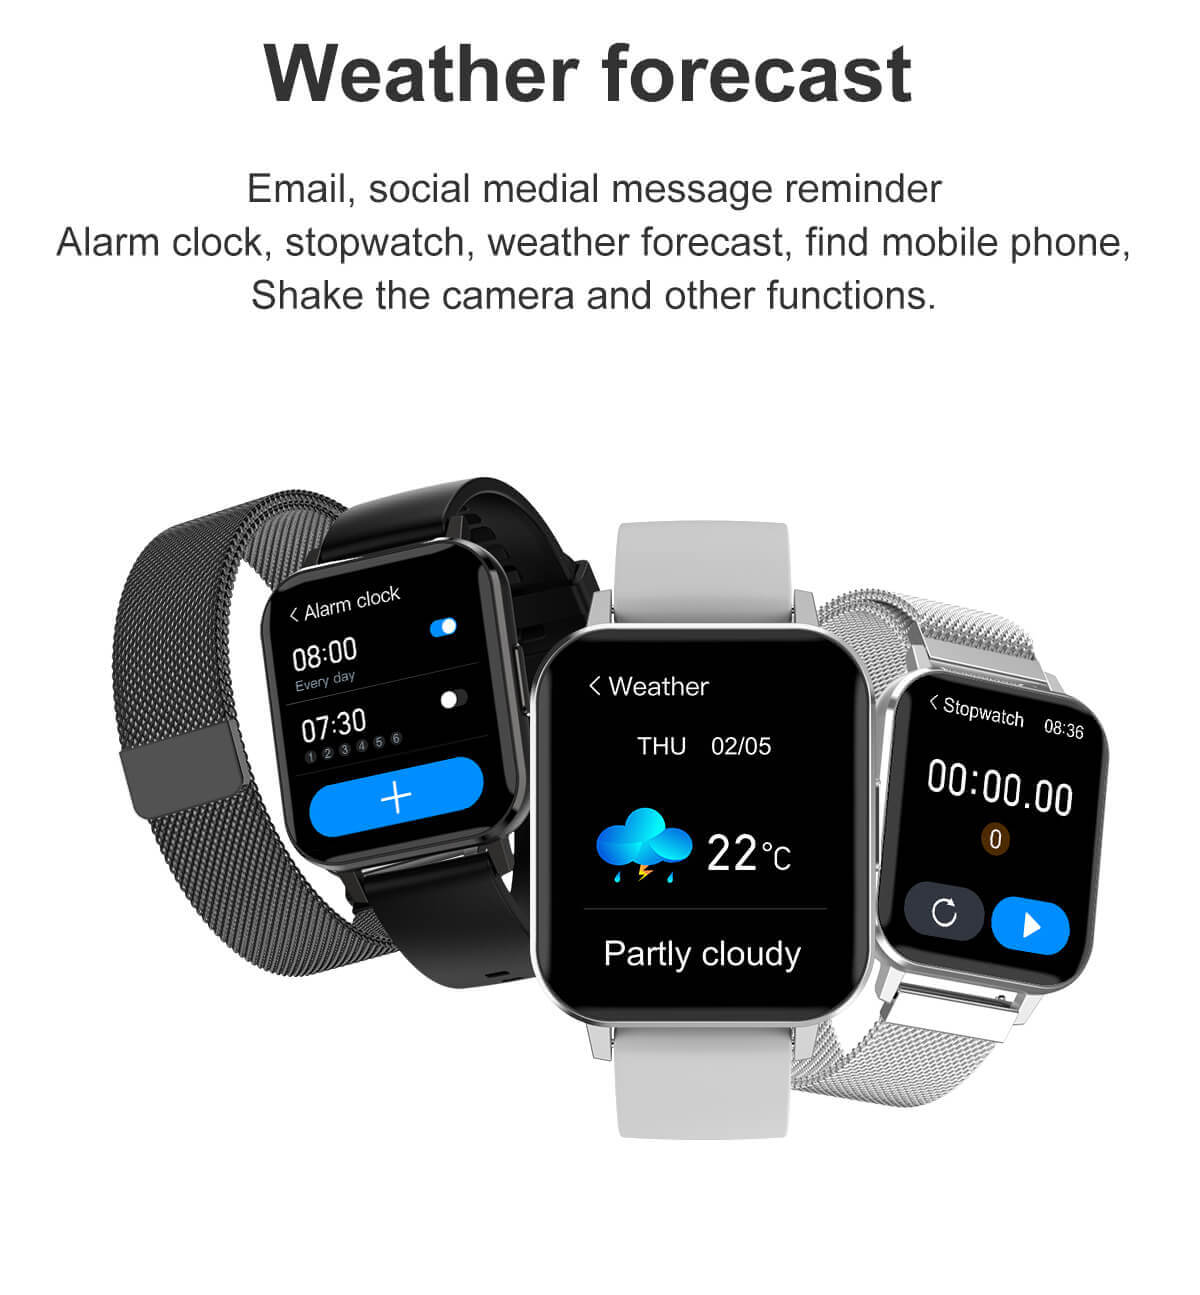 Weather forecast
Email, social medial message reminder
Alarm clock, stopwatch, weather forecast, find mobile phone,
Shake the camera and other functions.
< Alarm clock
08:00
Every day
07:30
1 2 3 4 5 6
+
< Weather
THU 02/05
22°C
Partly cloudy
< Stopwatch 08:36
00:00.00
0